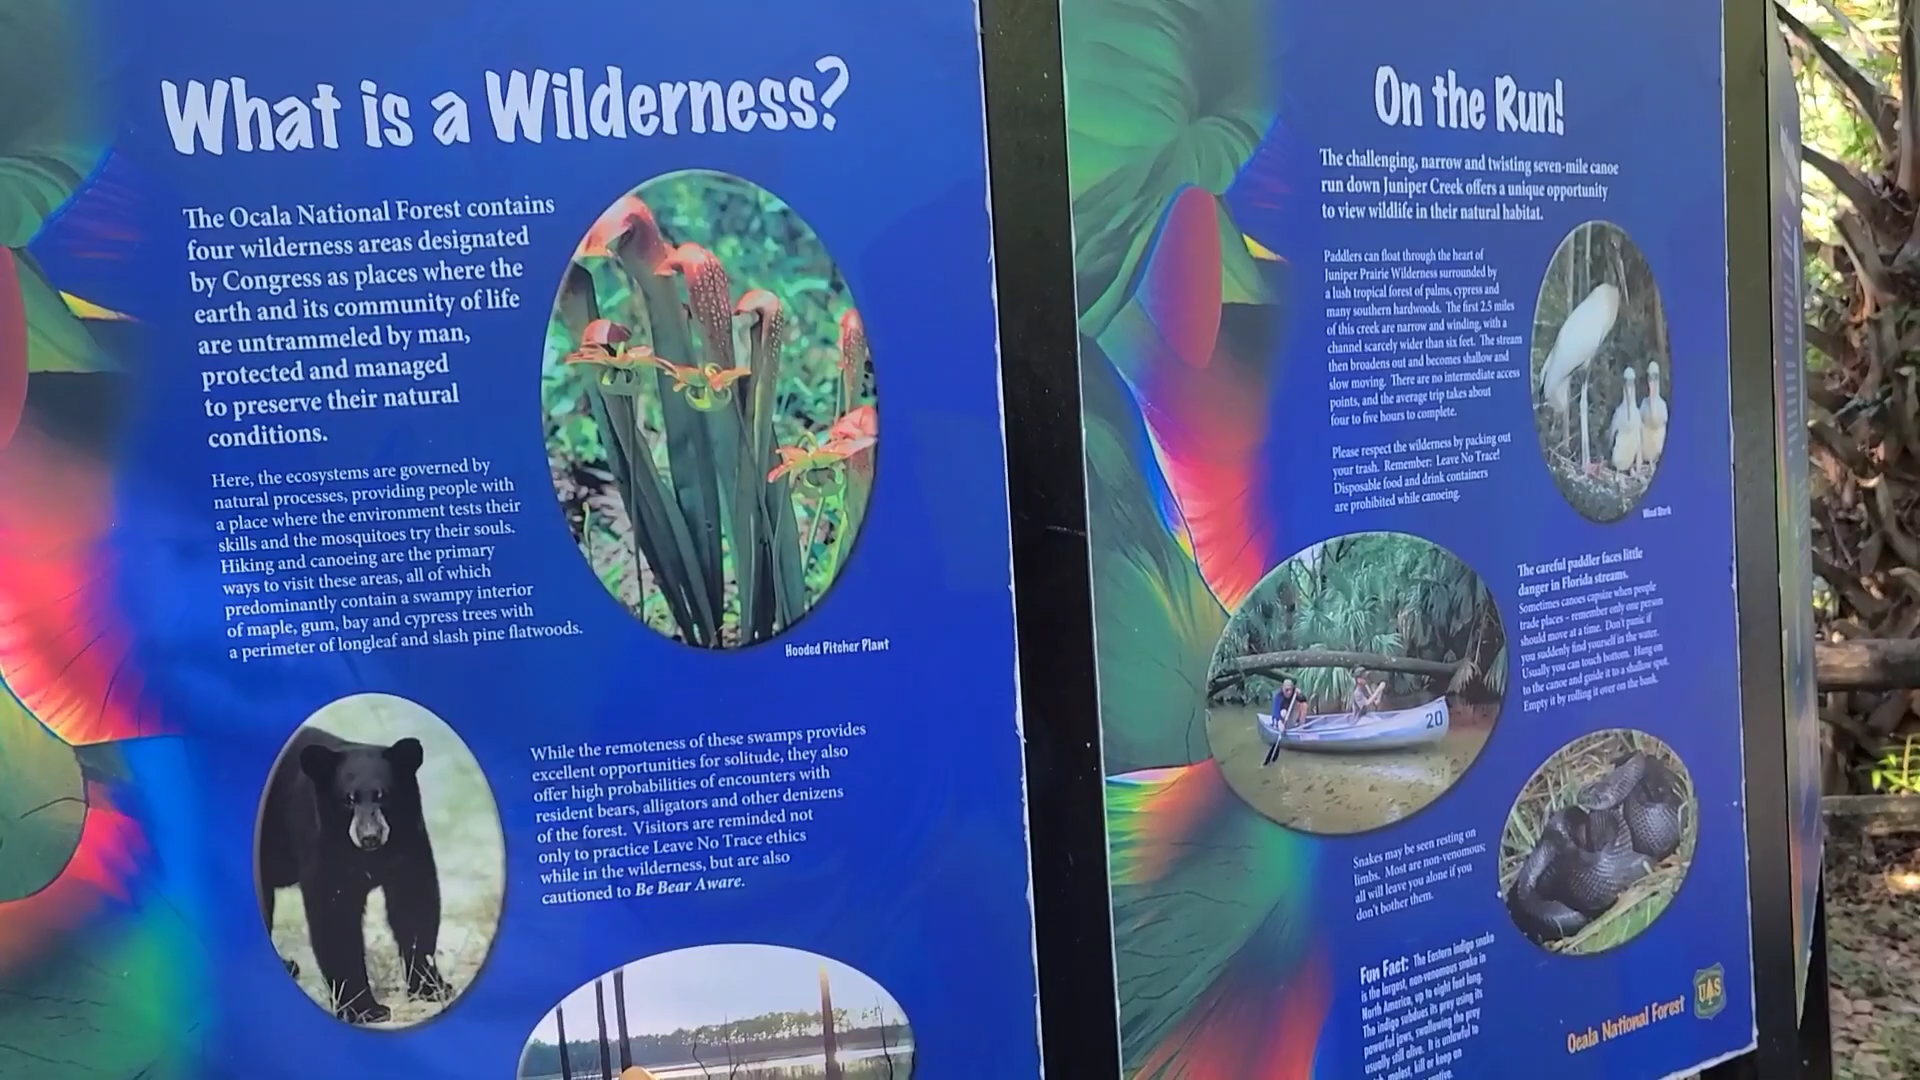 What is a Wilderness?
The Ocala National Forest contains
four wilderness areas designated
by Congress as places where the
earth and its community of life
are untrammeled by man,
protected and managed
to preserve their natural
conditions.
Here, the ecosystems are governed by
natural processes, providing people with
a place where the environment tests their
skills and the mosquitoes try their souls.
Hiking and canoeing are the primary
ways to visit these areas, all of which
predominantly contain a swampy interior
of maple, gum, bay and cypress trees with
a perimeter of longleaf and slash pine flatwoods.
Hooded Pitcher Plant
While the remoteness of these swamps provides
excellent opportunities for solitude, they also
offer high probabilities of encounters with
resident bears, alligators and other denizens
of the forest. Visitors are reminded not
only to practice Leave No Trace ethics
while in the wilderness, but are also
cautioned to Be Bear Aware.
On the Run!
The challenging, narrow and twisting seven-mile canoe
run down Juniper Creek offers a unique opportunity
to view wildlife in their natural habitat.
Paddlers can float through the heart of
Juniper Prairie Wilderness surrounded by
a lush tropical forest of palms, cypress and
many southern hardwoods. The first 2.5 miles
of this creek are narrow and winding, with a
channel scarcely wider than six feet. The stream
then broadens out and becomes shallow and
slow moving. There are no intermediate access
points, and the average trip takes about
four to five hours to complete.
Please respect the wilderness by packing out
your trash. Remember: Leave No Trace!
Disposable food and drink containers
are prohibited while canoeing.
Wood Stork
The careful paddler faces little
danger in Florida streams.
Sometimes canoes capsize when people
trade places - remember only one person
should move at a time. Don't panic if
you suddenly find yourself in the water.
Usually you can touch bottom. Hang on
to the canoe and guide it to a shallow spot.
Empty it by rolling it over on the bank.
20
Snakes may be seen resting on
limbs. Most are non-venomous;
all will leave you alone if you
don't bother them.
Fun Fact: The Eastern indigo snake
is the largest, non-venomous snake in
North America, up to eight feet long.
The indigo subdues its prey using its
powerful jaws, swallowing the prey
usually still alive. It is unlawful to
molest, kill or keep an
Ocala National Forest
UAS